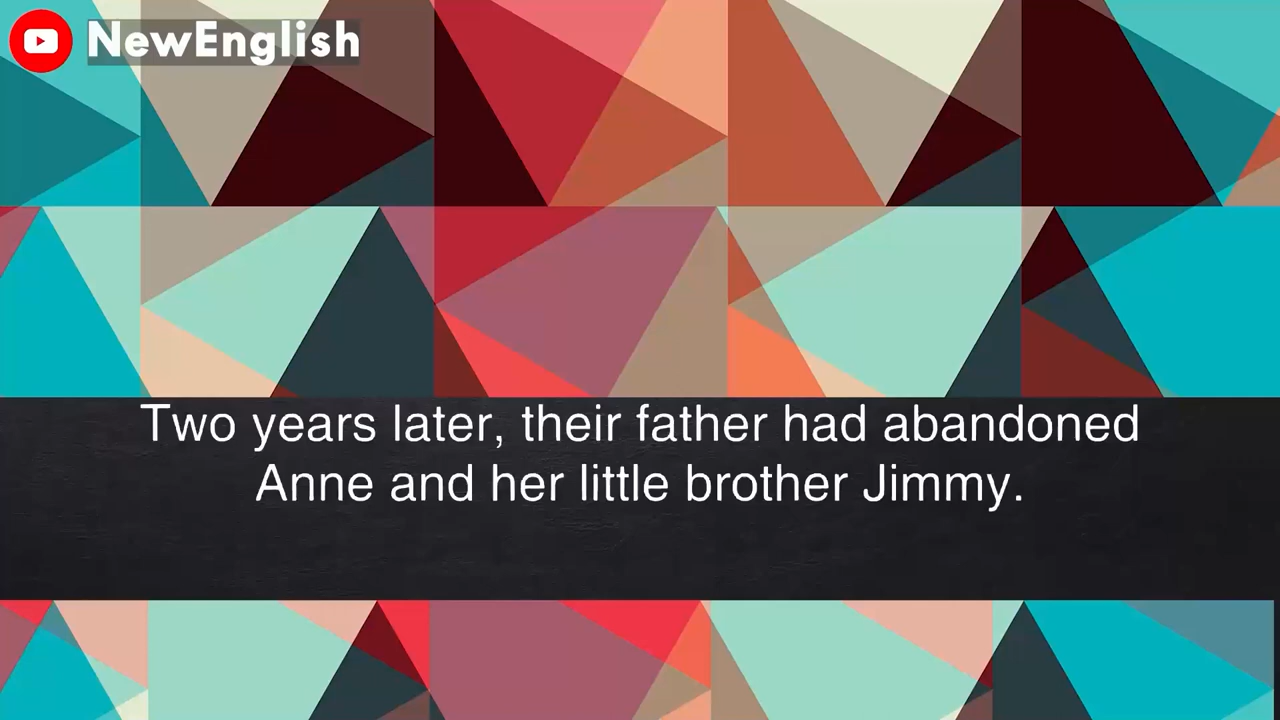 NewEnglish
Two years later, their father had abandoned
Anne and her little brother Jimmy.